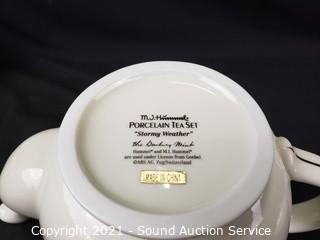 M.J. Hummel
PORCELAIN TEA SET
"Stormy Weather"
The Danbury Mint
Hummel® and M.I. Hummel®
are used under License from Goebel
©ARS AG, Zug/Switzerland
MADE IN CHINA
Copyright 2021 - Sound Auction Service